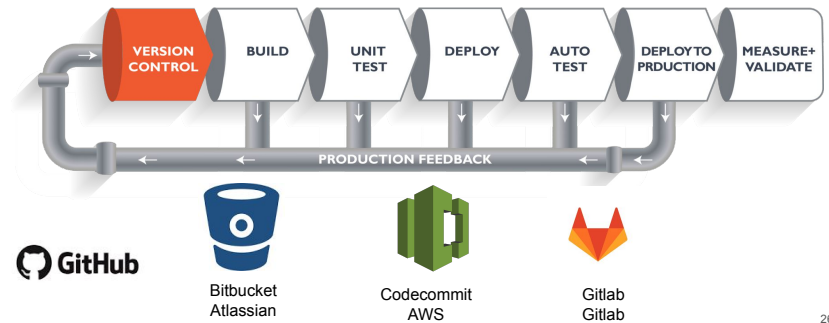 VERSION
CONTROL
BUILD
UNIT
TEST
DEPLOY
AUTO
TEST
DEPLOY TO
PRDUCTION
MEASURE+
VALIDATE
PRODUCTION FEEDBACK
GitHub
Bitbucket
Atlassian
Codecommit
AWS
Gitlab
Gitlab
26